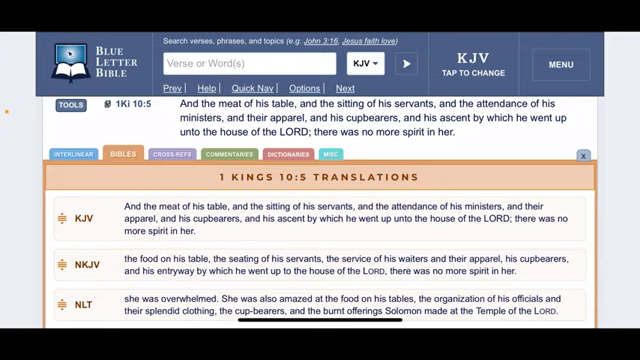 BLUE
LETTER
BIBLE
Search verses, phrases, and topics (e.g. John 3:16, Jesus faith love)
Verse or Word(s)
KJV
Prev | Help | Quick Nav | Options | Next
KJV
TAP TO CHANGE
MENU
TOOLS
1Ki 10:5
And the meat of his table, and the sitting of his servants, and the attendance of his
ministers, and their apparel, and his cupbearers, and his ascent by which he went up
unto the house of the LORD; there was no more spirit in her.
INTERLINEAR BIBLES CROSS-REFS COMMENTARIES DICTIONARIES MISC
x
1 KINGS 10:5 TRANSLATIONS
KJV
And the meat of his table, and the sitting of his servants, and the attendance of his ministers, and their
apparel, and his cupbearers, and his ascent by which he went up unto the house of the LORD; there was no
more spirit in her.
NKJV
the food on his table, the seating of his servants, the service of his waiters and their apparel, his cupbearers,
and his entryway by which he went up to the house of the LORD, there was no more spirit in her.
NLT
she was overwhelmed. She was also amazed at the food on his tables, the organization of his officials and
their splendid clothing, the cup-bearers, and the burnt offerings Solomon made at the Temple of the LORD.